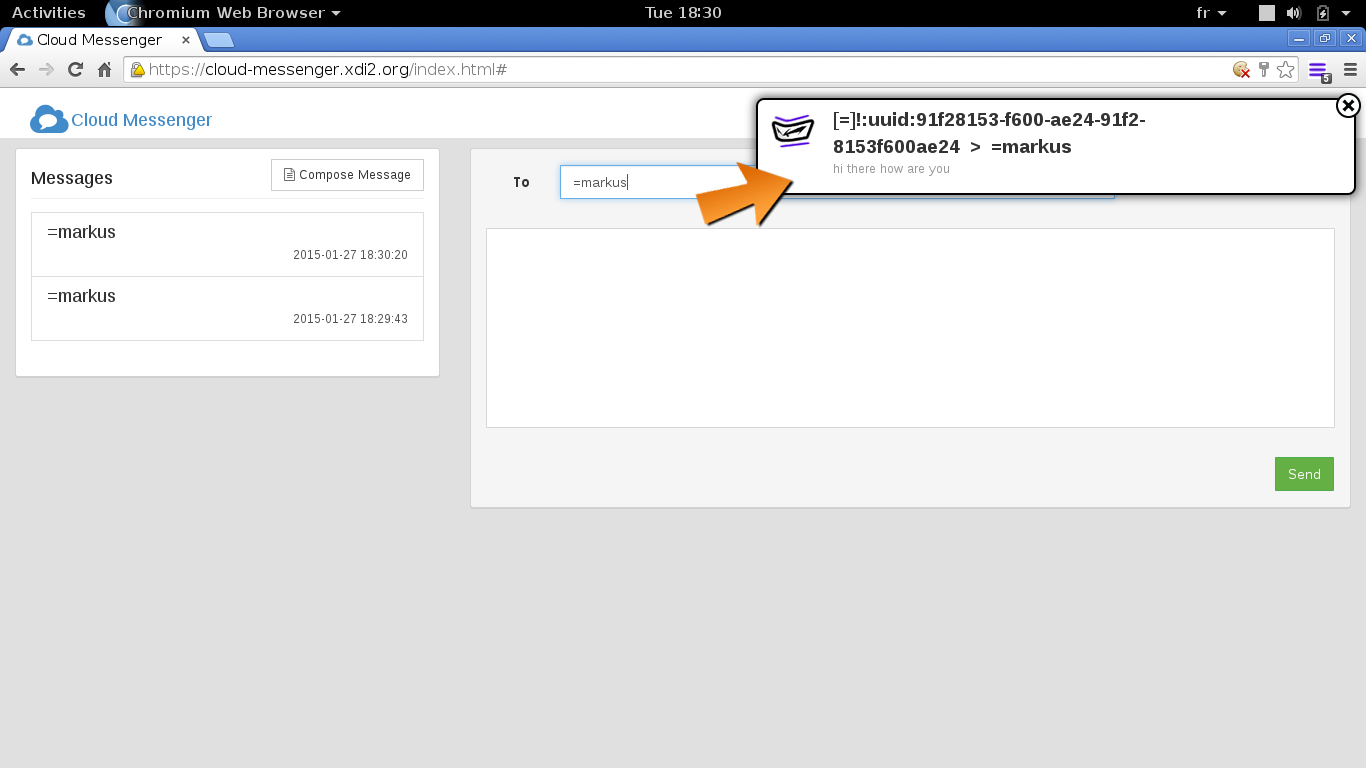 Activities
Chromium Web Browser
Tue 18:30
fr
Cloud Messenger
https://cloud-messenger.xdi2.org/index.html#
5
Cloud Messenger
[=]!:uuid:91f28153-f600-ae24-91f2-
8153f600ae24 > =markus
hi there how are you
Messages
Compose Message
=markus
2015-01-27 18:30:20
=markus
2015-01-27 18:29:43
To
=markus
Send